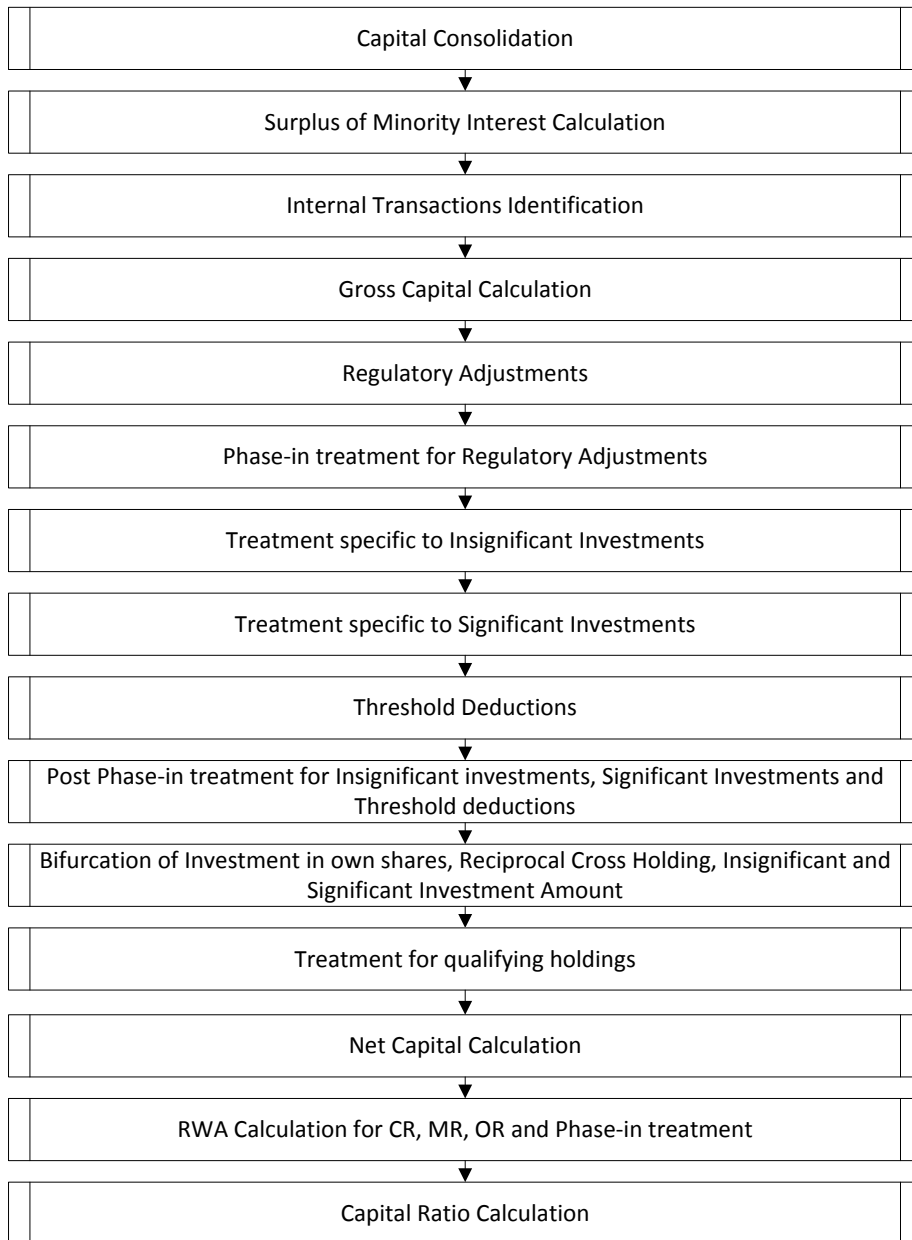 Capital Consolidation
Surplus of Minority Interest Calculation
Internal Transactions Identification
Gross Capital Calculation
Regulatory Adjustments
Phase-in treatment for Regulatory Adjustments
Treatment specific to Insignificant Investments
Treatment specific to Significant Investments
Threshold Deductions
Post Phase-in treatment for Insignificant investments, Significant Investments and
Threshold deductions
Bifurcation of Investment in own shares, Reciprocal Cross Holding, Insignificant and
Significant Investment Amount
Treatment for qualifying holdings
Net Capital Calculation
RWA Calculation for CR, MR, OR and Phase-in treatment
Capital Ratio Calculation